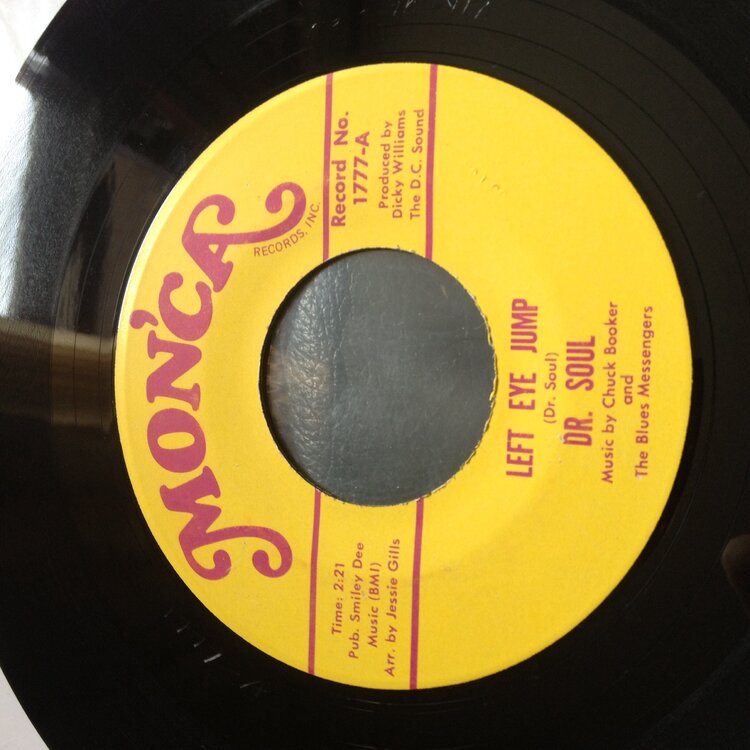 MON'CA
RECORDS, INC.
Time: 2:21
Pub. Smiley Dee
Music (BMI)
Arr. by Jessie Gills
Record No.
1777-A
Produced by
Dicky Williams
The D.C. Sound
LEFT EYE JUMP
(Dr. Soul)
DR. SOUL
Music by Chuck Booker
and
The Blues Messengers